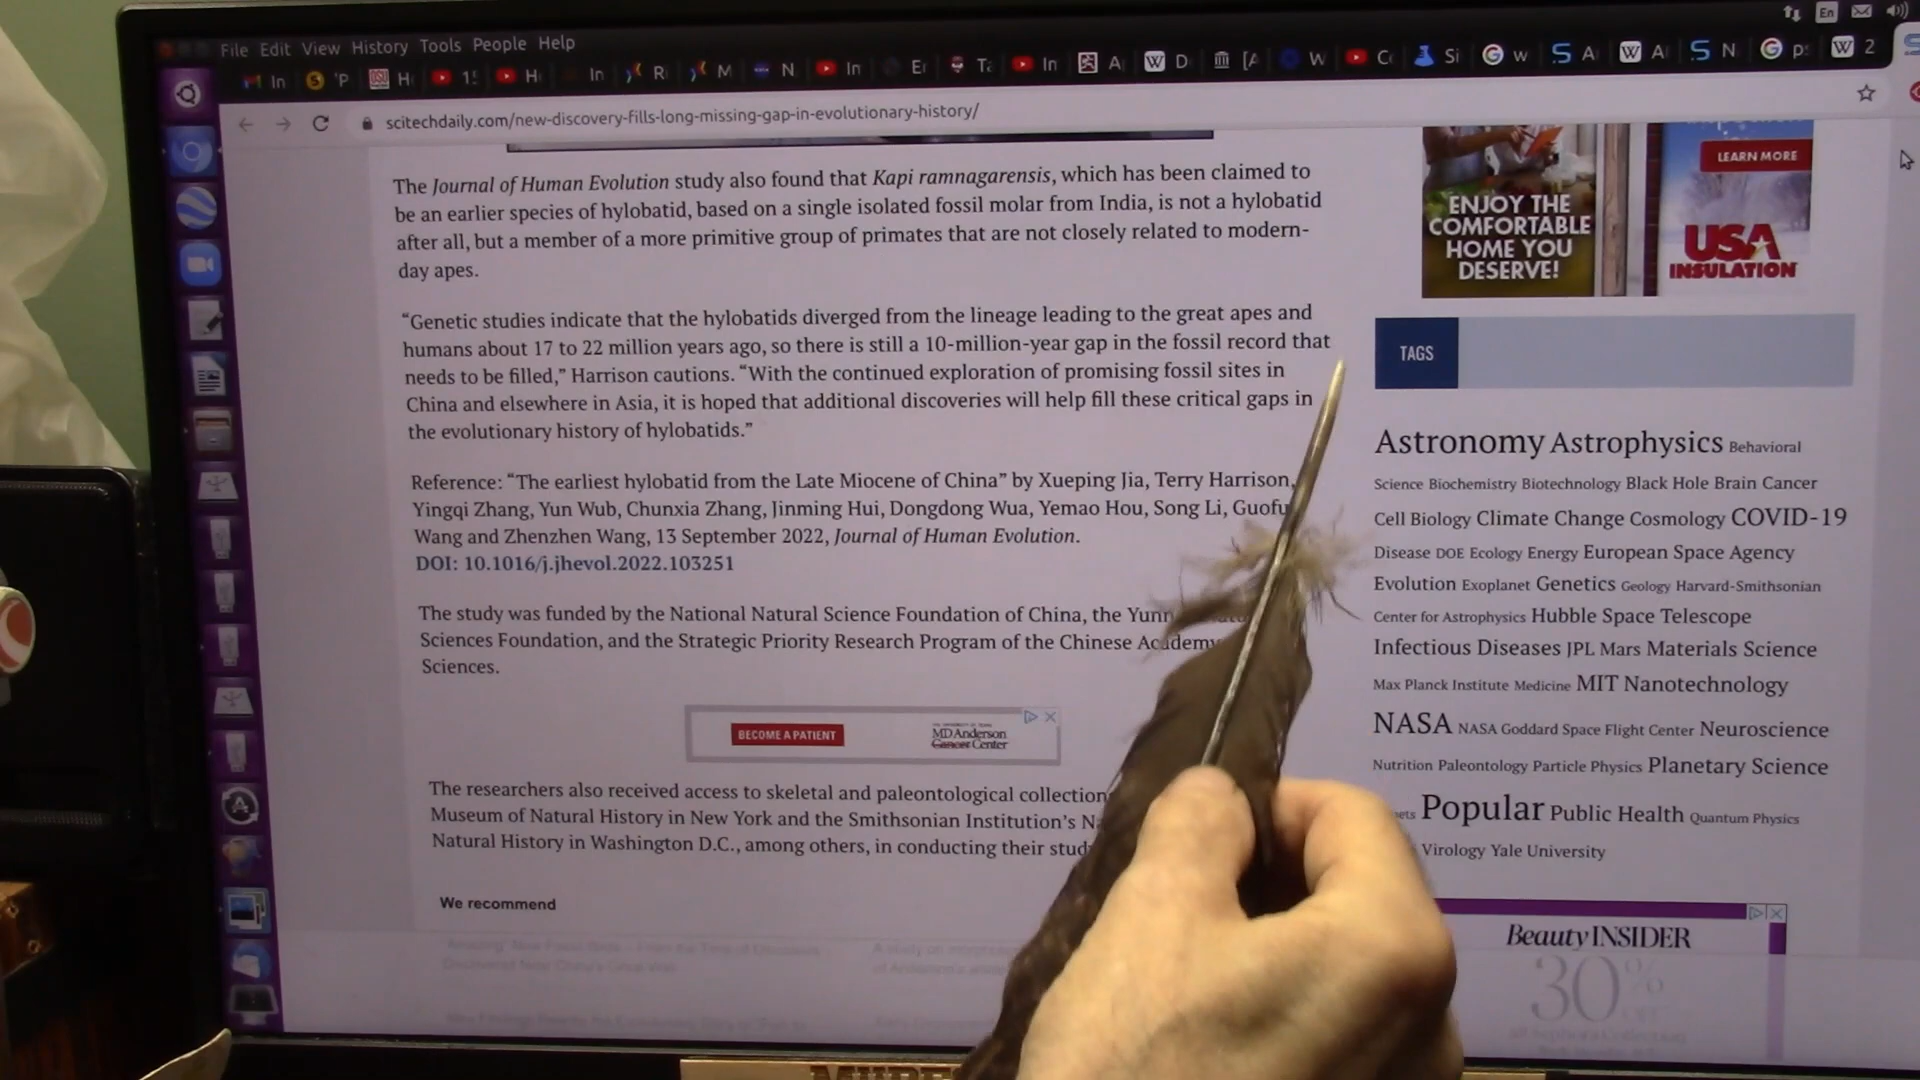 File Edit View History Tools People Help
En
In 'P H 15 H In R M N In E T In A D [A W C Si w A A N p 2
scitechdaily.com/new-discovery-fills-long-missing-gap-in-evolutionary-history/
The Journal of Human Evolution study also found that Kapi ramnagarensis, which has been claimed to
be an earlier species of hylobatid, based on a single isolated fossil molar from India, is not a hylobatid
after all, but a member of a more primitive group of primates that are not closely related to modern-
day apes.
“Genetic studies indicate that the hylobatids diverged from the lineage leading to the great apes and
humans about 17 to 22 million years ago, so there is still a 10-million-year gap in the fossil record that
needs to be filled,” Harrison cautions. “With the continued exploration of promising fossil sites in
China and elsewhere in Asia, it is hoped that additional discoveries will help fill these critical gaps in
the evolutionary history of hylobatids.”
Reference: “The earliest hylobatid from the Late Miocene of China” by Xueping Jia, Terry Harrison,
Yingqi Zhang, Yun Wub, Chunxia Zhang, Jinming Hui, Dongdong Wua, Yemao Hou, Song Li, Guofu
Wang and Zhenzhen Wang, 13 September 2022, Journal of Human Evolution.
DOI: 10.1016/j.jhevol.2022.103251
The study was funded by the National Natural Science Foundation of China, the
Sciences Foundation, and the Strategic Priority Research Program of the Chinese Academy
Sciences.
BECOME A PATIENT
MD Anderson
Cancer Center
The researchers also received access to skeletal and paleontological collection
Museum of Natural History in New York and the Smithsonian Institution’s
Natural History in Washington D.C., among others, in conducting their
We recommend
ENJOY THE
COMFORTABLE
HOME YOU
DESERVE!
LEARN MORE
USA
INSULATION
TAGS
Astronomy Astrophysics Behavioral
Science Biochemistry Biotechnology Black Hole Brain Cancer
Cell Biology Climate Change Cosmology COVID-19
Disease DOE Ecology Energy European Space Agency
Evolution Exoplanet Genetics Geology Harvard-Smithsonian
Center for Astrophysics Hubble Space Telescope
Infectious Diseases JPL Mars Materials Science
Max Planck Institute Medicine MIT Nanotechnology
NASA NASA Goddard Space Flight Center Neuroscience
Nutrition Paleontology Particle Physics Planetary Science
Popular Public Health Quantum Physics
Virology Yale University
Beauty INSIDER
30%